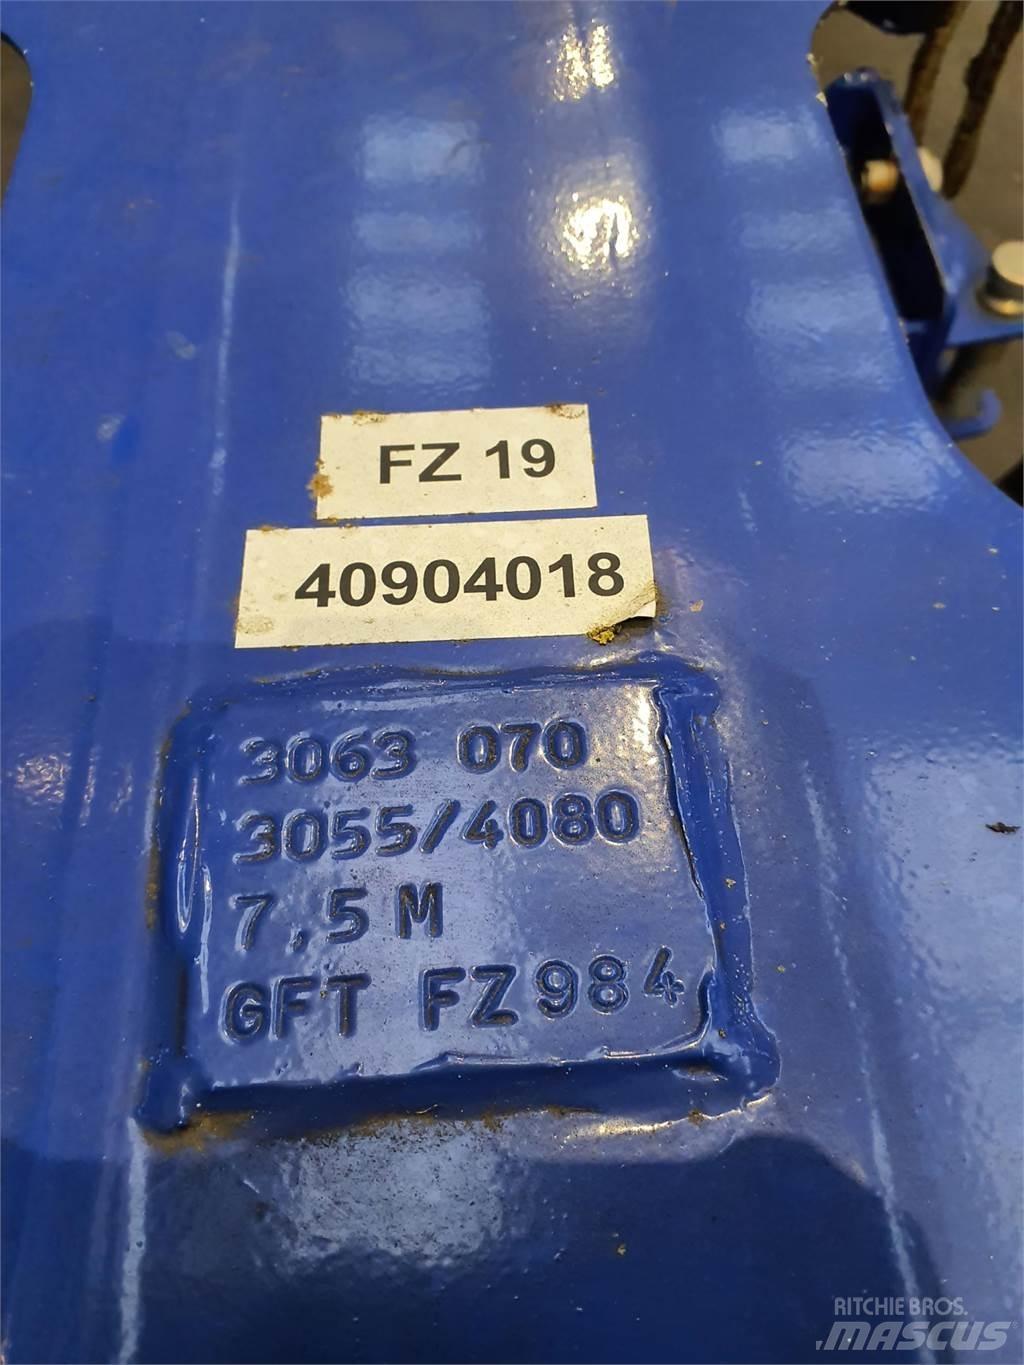 FZ 19
40904018
3063 070
3055/4080
7,5 M
GFT FZ984
RITCHIE BROS.
MASCUS